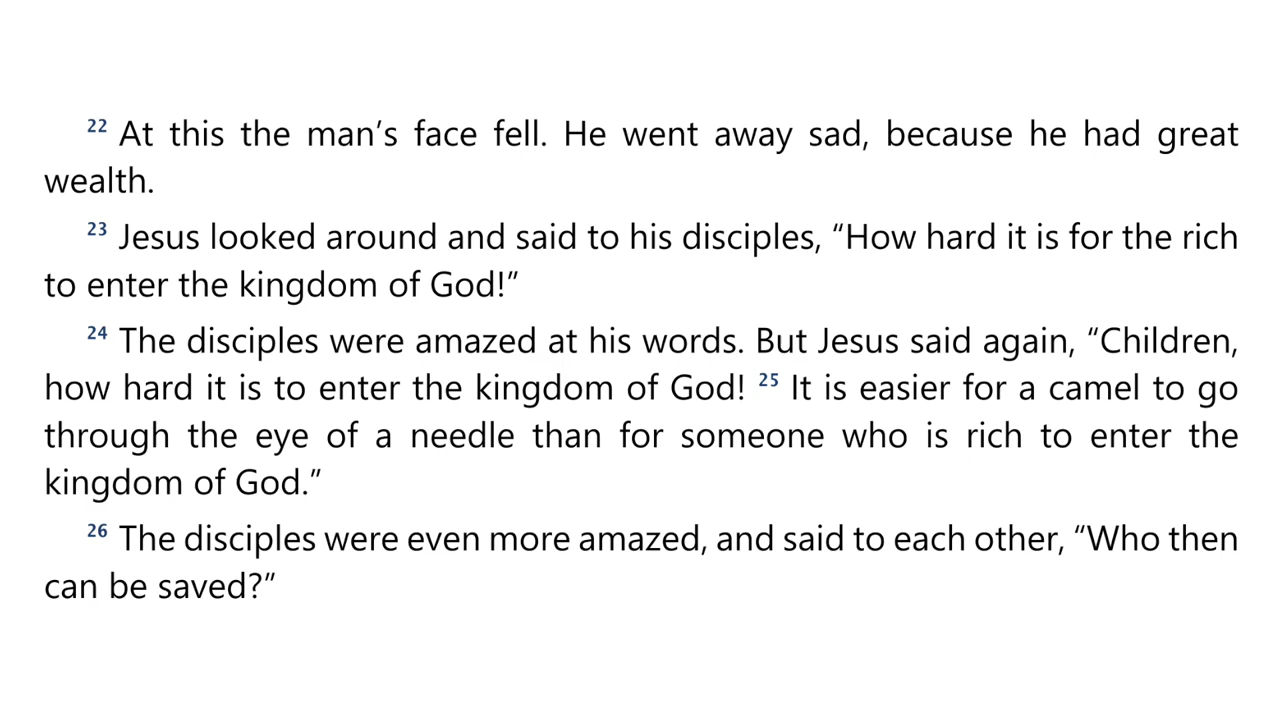 22 At this the man’s face fell. He went away sad, because he had great
wealth.
23 Jesus looked around and said to his disciples, “How hard it is for the rich
to enter the kingdom of God!”
24 The disciples were amazed at his words. But Jesus said again, “Children,
how hard it is to enter the kingdom of God! 25 It is easier for a camel to go
through the eye of a needle than for someone who is rich to enter the
kingdom of God.”
26 The disciples were even more amazed, and said to each other, “Who then
can be saved?”